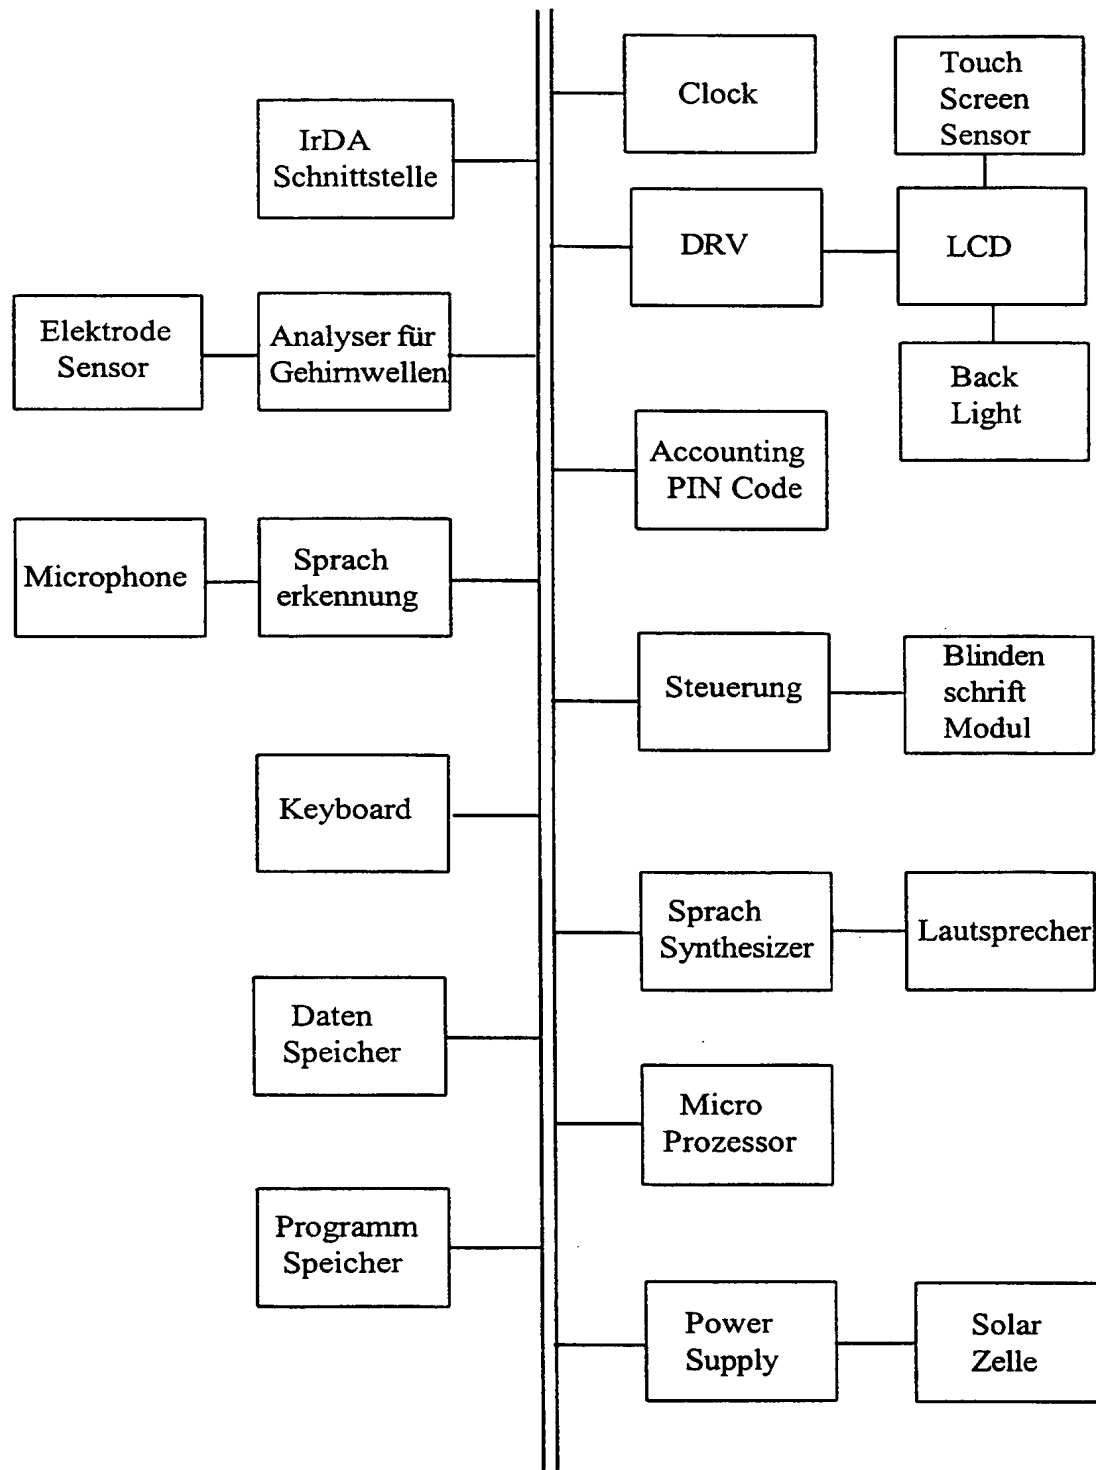 Clock
Touch
Screen
Sensor
IrDA
Schnittstelle
DRV
LCD
Elektrode
Sensor
Analyser für
Gehirnwellen
Back
Light
Accounting
PIN Code
Microphone
Sprach
erkennung
Steuerung
Blinden
schrift
Modul
Keyboard
Sprach
Synthesizer
Lautsprecher
Daten
Speicher
Micro
Prozessor
Programm
Speicher
Power
Supply
Solar
Zelle